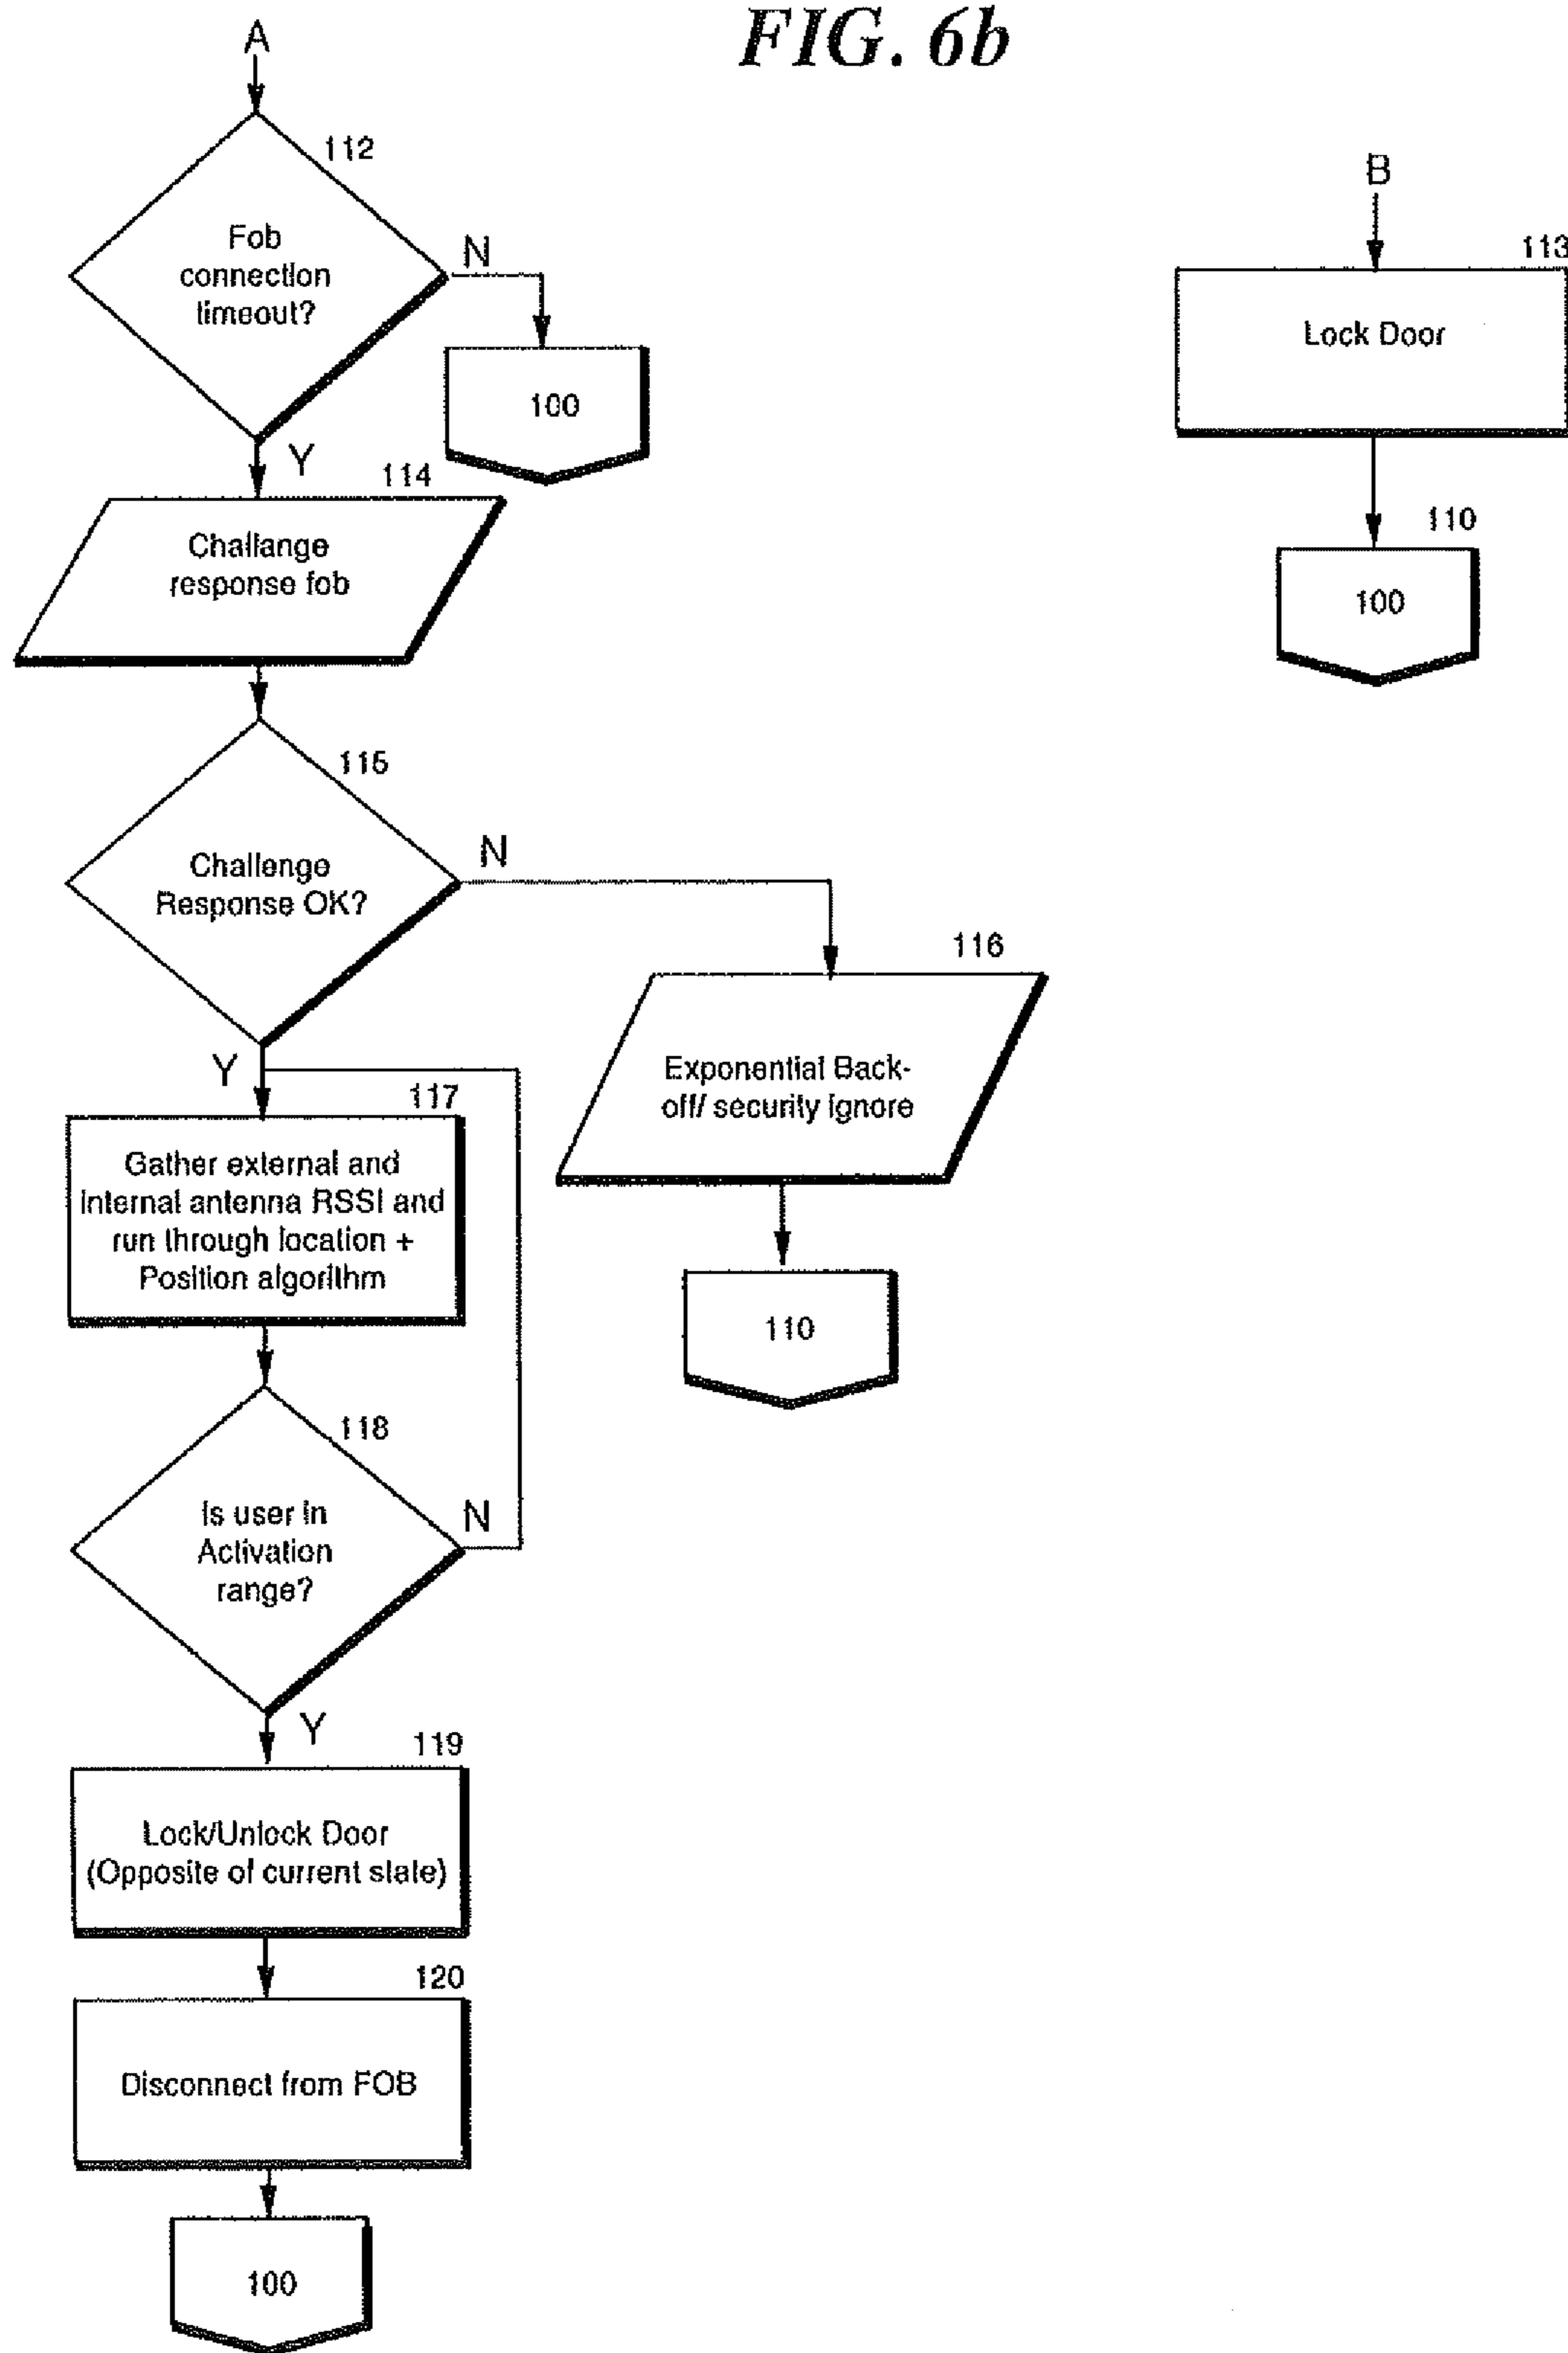 FIG. 6b
A
112
Fob
connection
timeout?
N
100
Y
114
Challange
response fob
115
Challenge
Response OK?
N
116
Exponential Back-
off/ security ignore
110
Y
117
Gather external and
internal antenna RSSI and
run through location +
Position algorithm
118
Is user in
Activation
range?
N
Y
119
Lock/Unlock Door
(Opposite of current state)
120
Disconnect from FOB
100
B
113
Lock Door
110
100